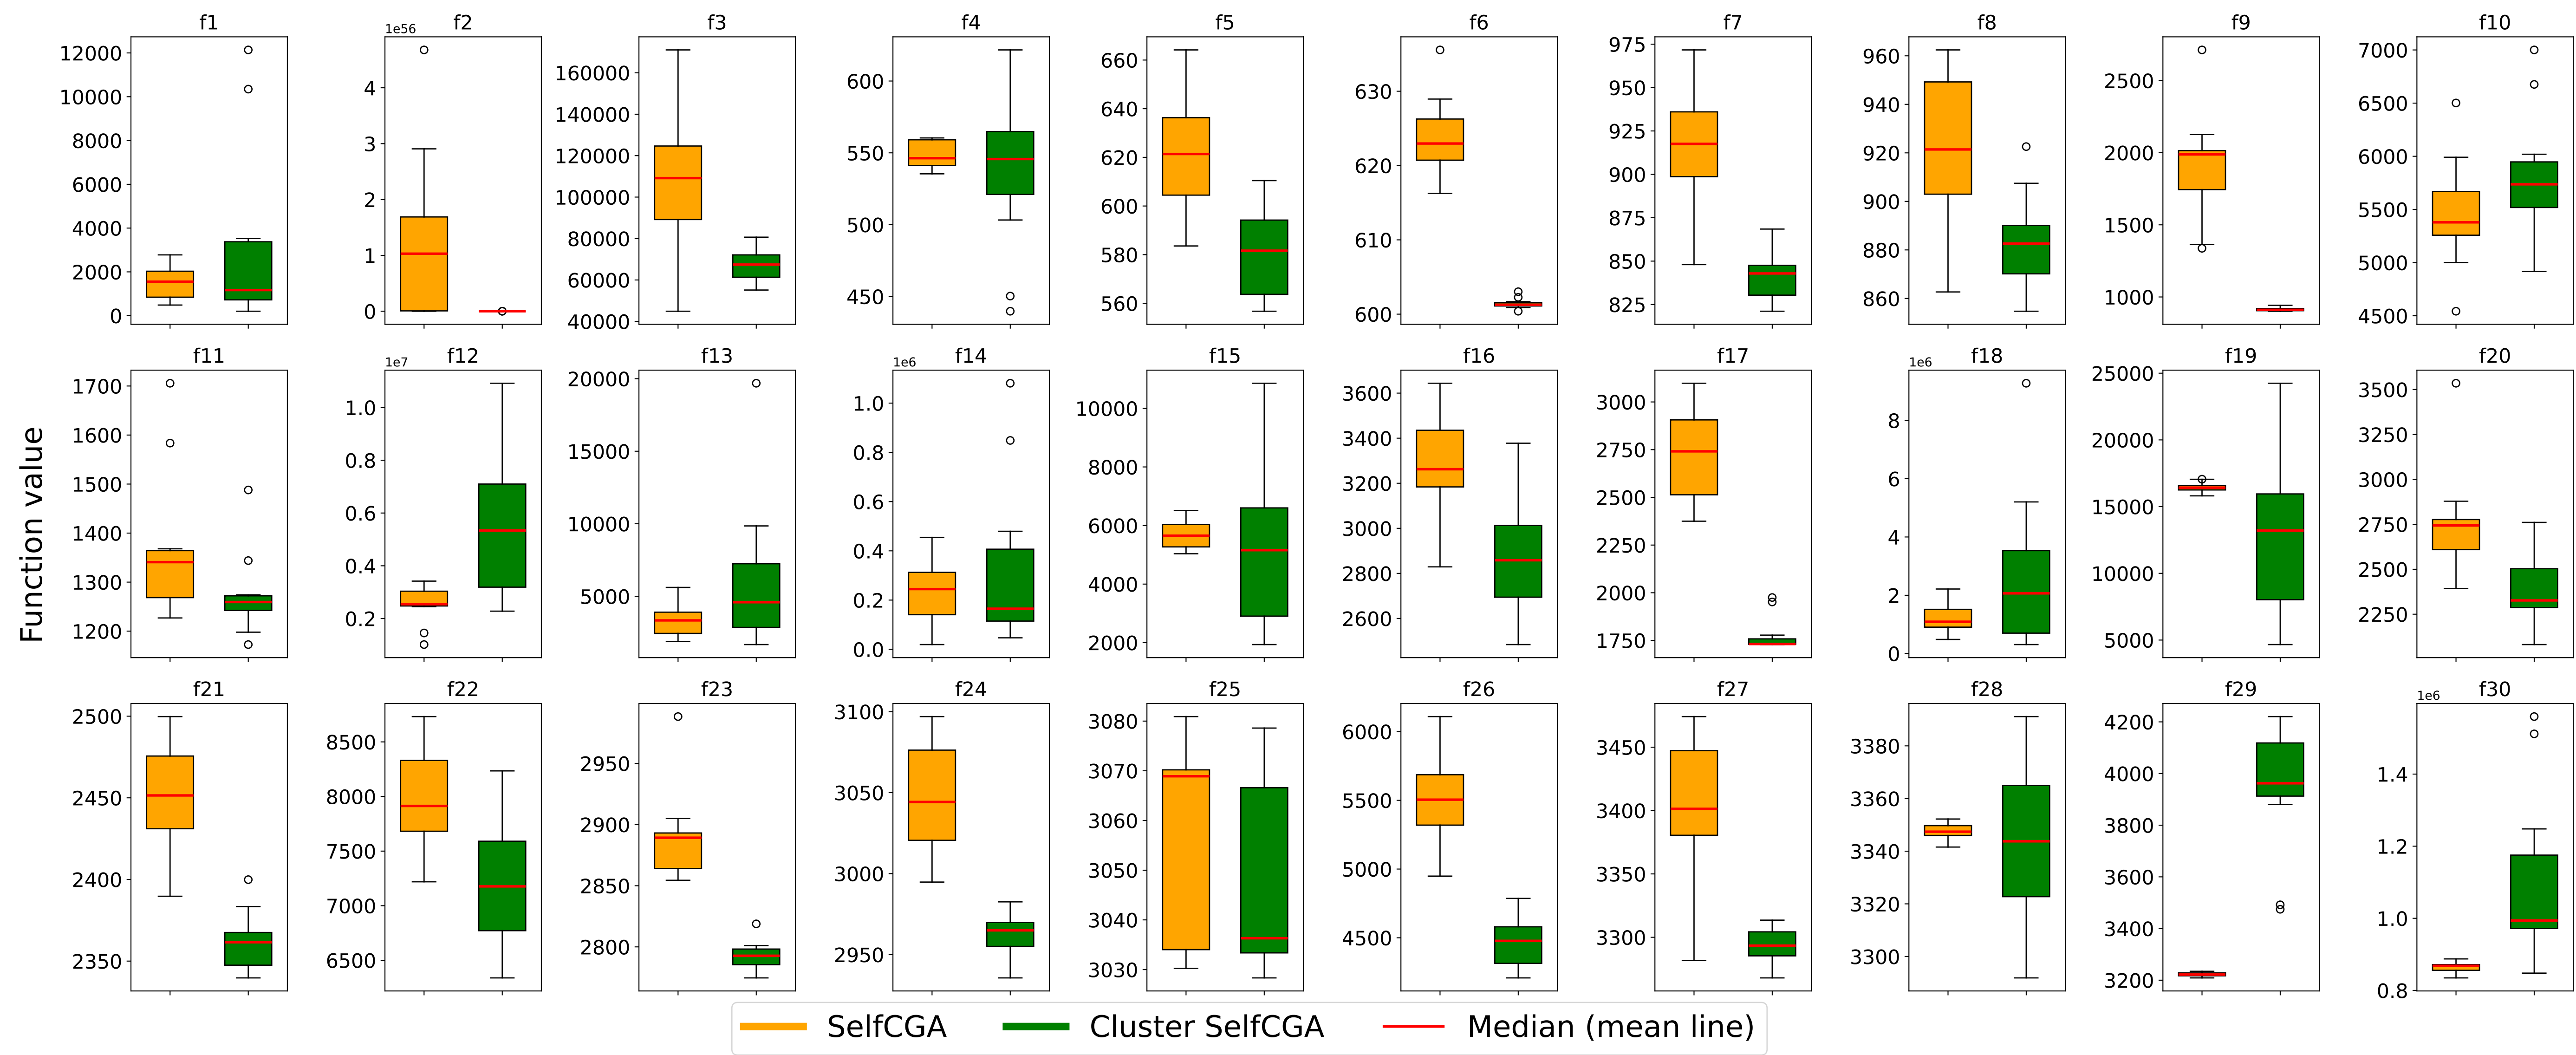 f1 f2 f3 f4 f5 f6 f7 f8 f9 f10
1e56
12000 10000 8000 6000 4000 2000 0
4 3 2 1 0
160000 140000 120000 100000 80000 60000 40000
600 550 500 450
660 640 620 600 580 560
630 620 610 600
975 950 925 900 875 850 825
960 940 920 900 880 860
2500 2000 1500 1000
7000 6500 6000 5500 5000 4500
Function value
f11 f12 f13 f14 f15 f16 f17 f18 f19 f20
1e7 1e6 1e6
1700 1600 1500 1400 1300 1200
1.0 0.8 0.6 0.4 0.2
20000 15000 10000 5000
1.0 0.8 0.6 0.4 0.2 0.0
10000 8000 6000 4000 2000
3600 3400 3200 3000 2800 2600
3000 2750 2500 2250 2000 1750
8 6 4 2 0
25000 20000 15000 10000 5000
3500 3250 3000 2750 2500 2250
f21 f22 f23 f24 f25 f26 f27 f28 f29 f30
1e6
2500 2450 2400 2350
8500 8000 7500 7000 6500
2950 2900 2850 2800
3100 3050 3000 2950
3080 3070 3060 3050 3040 3030
6000 5500 5000 4500
3450 3400 3350 3300
3380 3360 3340 3320 3300
4200 4000 3800 3600 3400 3200
1.4 1.2 1.0 0.8
SelfCGA Cluster SelfCGA Median (mean line)